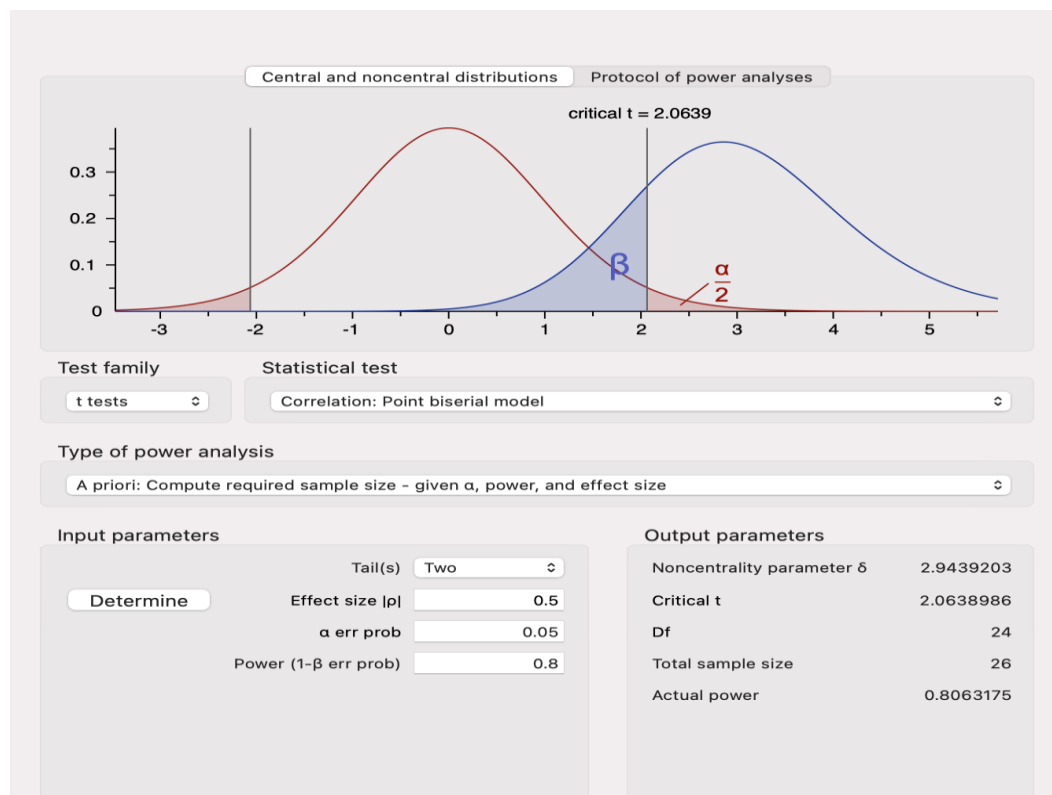 Central and noncentral distributions Protocol of power analyses
critical t = 2.0639
0.3
0.2
0.1
0
β
α
2
-3 -2 -1 0 1 2 3 4 5
Test family Statistical test
t tests Correlation: Point biserial model
Type of power analysis
A priori: Compute required sample size - given α, power, and effect size
Input parameters Output parameters
Tail(s) Two Noncentrality parameter δ 2.9439203
Determine Effect size |ρ| 0.5 Critical t 2.0638986
α err prob 0.05 Df 24
Power (1-β err prob) 0.8 Total sample size 26
Actual power 0.8063175